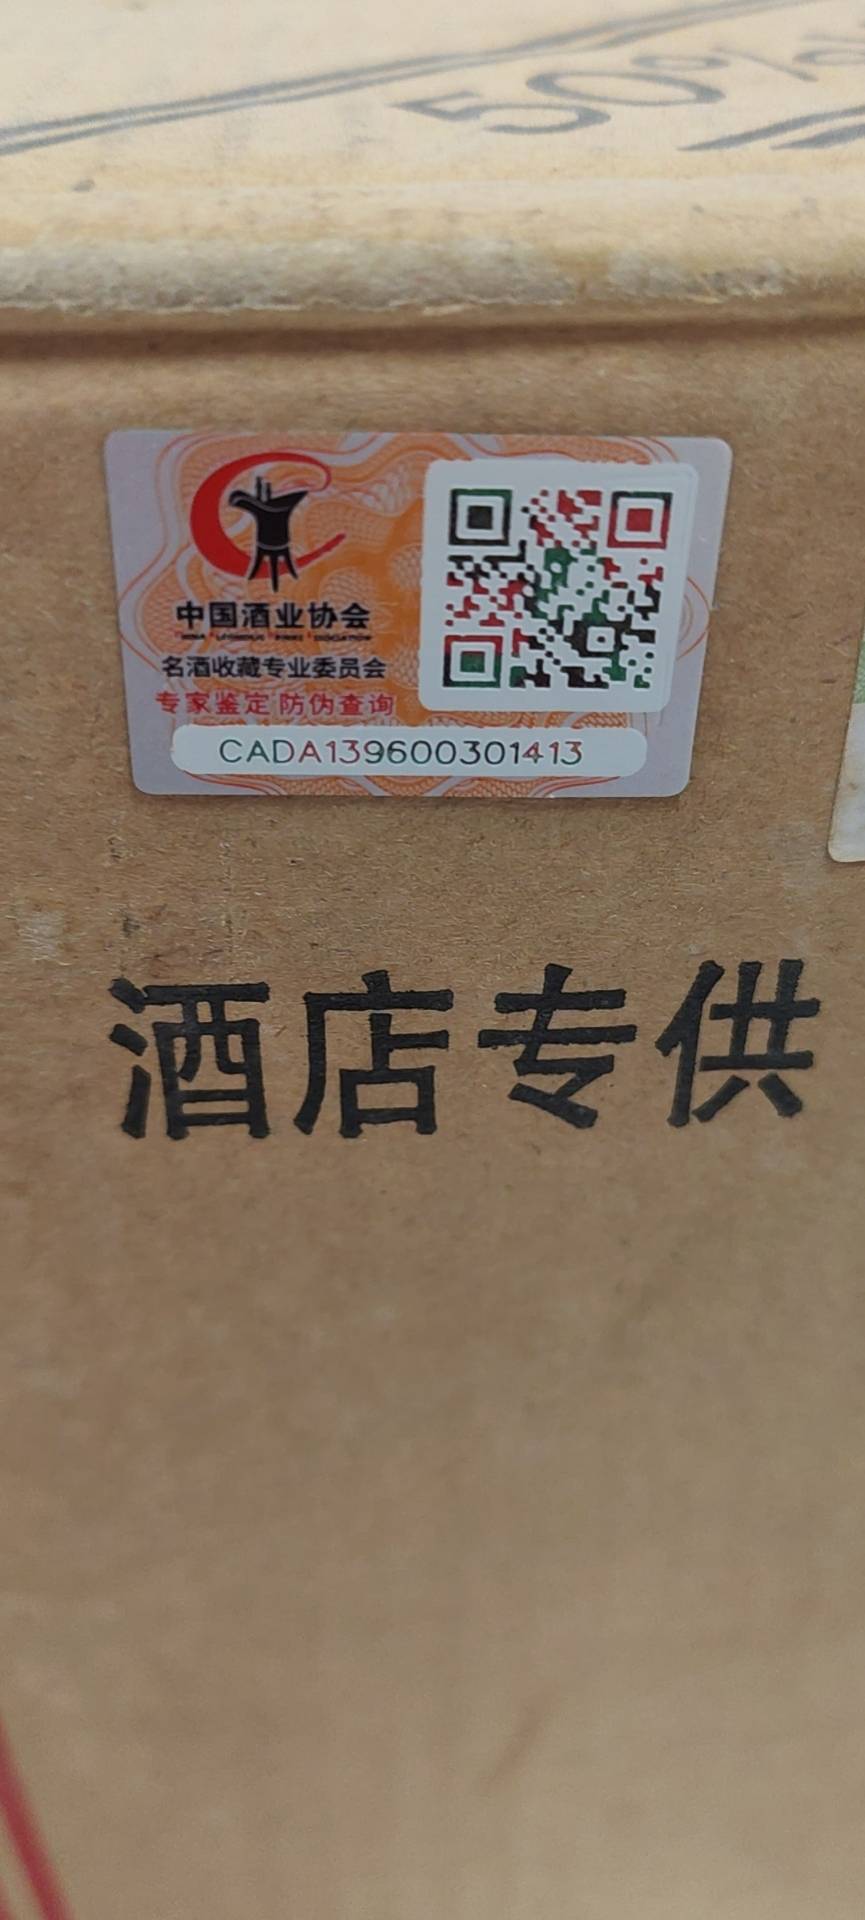 50%
中国酒业协会
名酒收藏专业委员会
专家鉴定 防伪查询
CADA139600301413
酒店专供